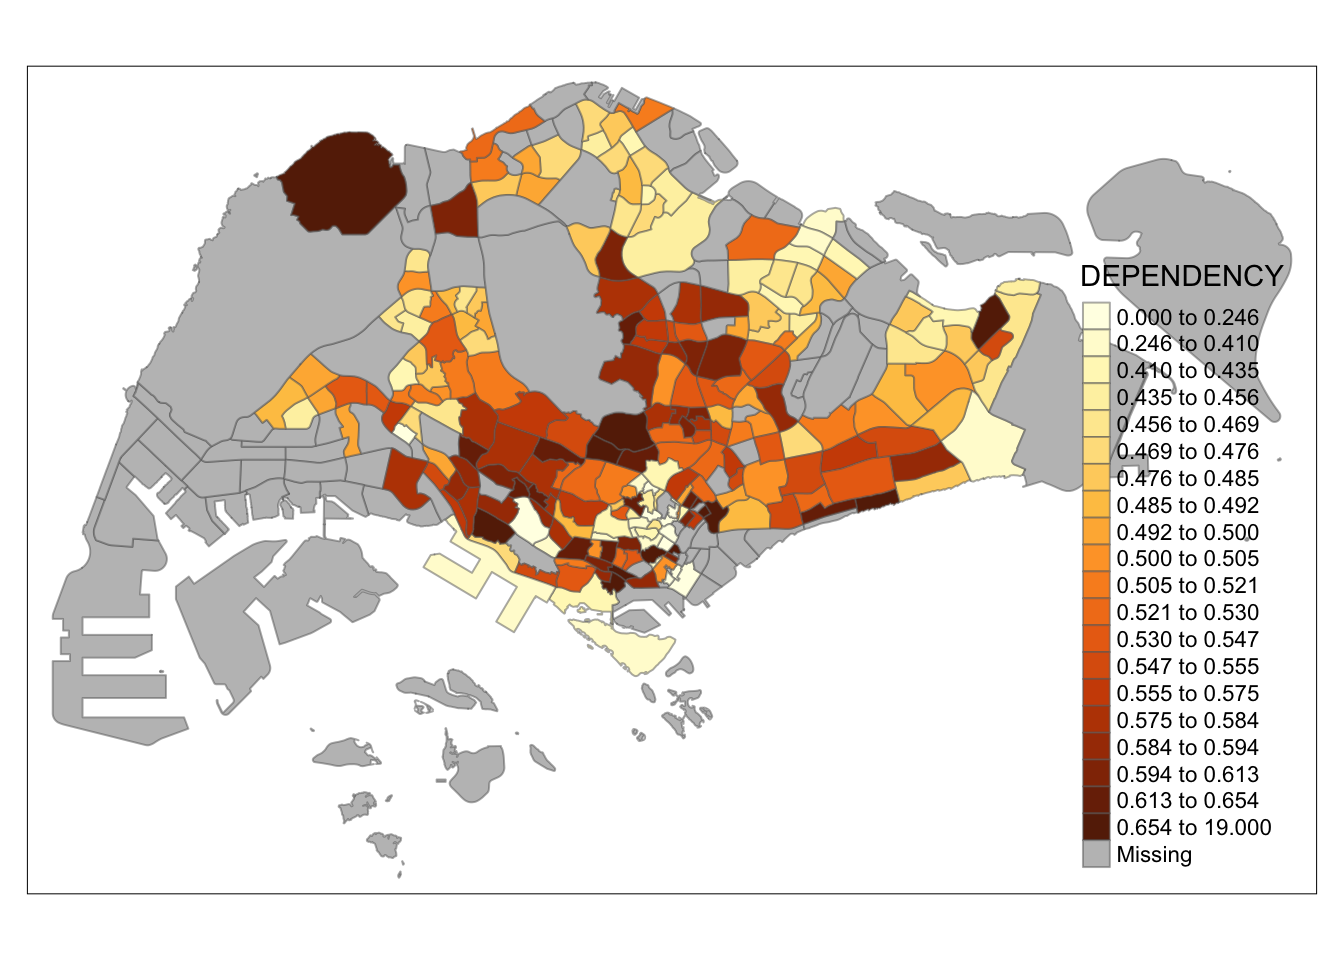 DEPENDENCY
0.000 to 0.246
0.246 to 0.410
0.410 to 0.435
0.435 to 0.456
0.456 to 0.469
0.469 to 0.476
0.476 to 0.485
0.485 to 0.492
0.492 to 0.500
0.500 to 0.505
0.505 to 0.521
0.521 to 0.530
0.530 to 0.547
0.547 to 0.555
0.555 to 0.575
0.575 to 0.584
0.584 to 0.594
0.594 to 0.613
0.613 to 0.654
0.654 to 19.000
Missing